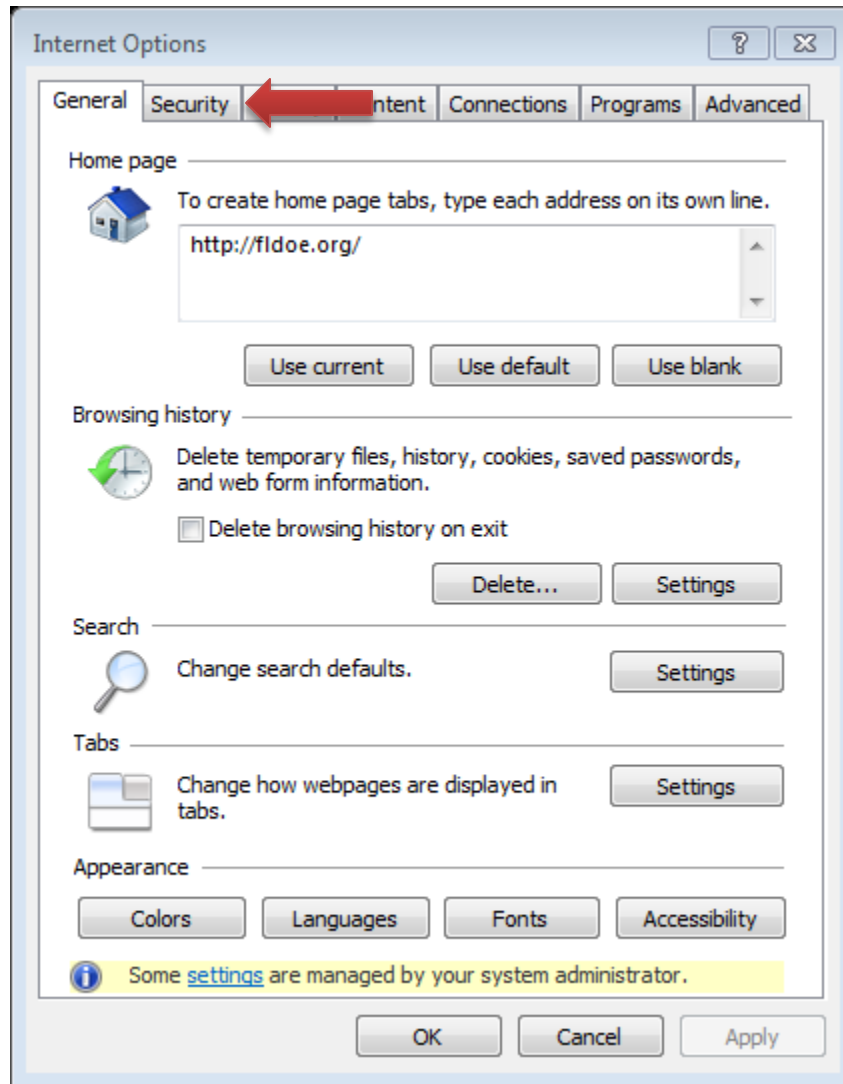 Internet Options
General Security ntent Connections Programs Advanced
Home page
To create home page tabs, type each address on its own line.
http://fldoe.org/
Use current Use default Use blank
Browsing history
Delete temporary files, history, cookies, saved passwords,
and web form information.
Delete browsing history on exit
Delete... Settings
Search
Change search defaults. Settings
Tabs
Change how webpages are displayed in
tabs.
Settings
Appearance
Colors Languages Fonts Accessibility
Some settings are managed by your system administrator.
OK Cancel Apply